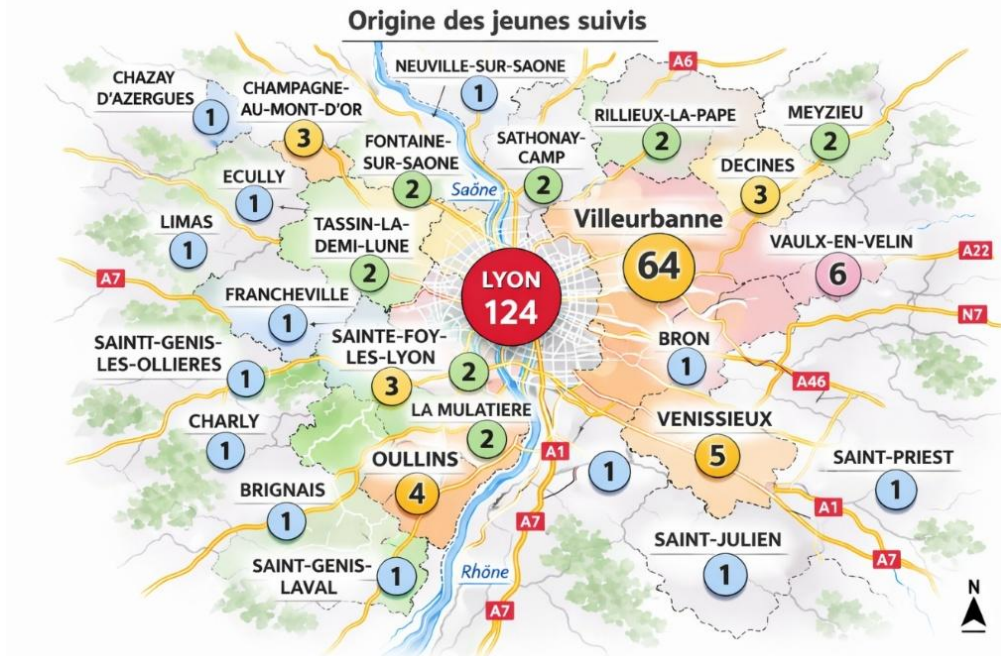 Origine des jeunes suivis
NEUVILLE-SUR-SAONE
1
A6
CHAZAY
D'AZERGUES
1
CHAMPAGNE-
AU-MONT-D'OR
3
FONTAINE-
SUR-SAONE
2
SATHONAY-
CAMP
2
RILLIEUX-LA-PAPE
2
MEYZIEU
2
DECINES
3
ECULLY
1
Saône
LIMAS
1
TASSIN-LA-
DEMI-LUNE
2
LYON
124
Villeurbanne
64
VAULX-EN-VELIN
6
A22
A7
FRANCHEVILLE
1
N7
SAINTT-GENIS-
LES-OLLIERES
1
SAINTE-FOY-
LES-LYON
3
2
BRON
1
A46
CHARLY
1
LA MULATIERE
2
VENISSIEUX
5
OULLINS
4
A1
1
SAINT-PRIEST
1
BRIGNAIS
1
A7
A1
SAINT-GENIS-
LAVAL
1
Rhöne
SAINT-JULIEN
1
A7
A7
N